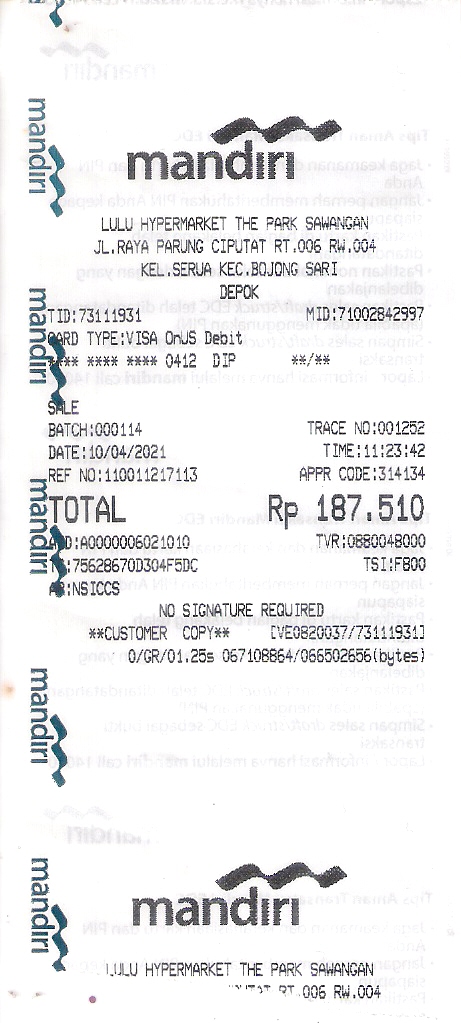 mandiri
LULU HYPERMARKET THE PARK SAWANGAN
JL.RAYA PARUNG CIPUTAT RT.006 RW.004
KEL.SERUA KEC.BOJONG SARI
DEPOK
TID:73111931 MID:71002842997
CARD TYPE:VISA OnUS Debit
**** **** **** 0412 DIP **/**
SALE
BATCH:000114 TRACE NO:001252
DATE:10/04/2021 TIME:11:23:42
REF NO:110011217113 APPR CODE:314134
TOTAL Rp 187.510
AID:A0000006021010 TVR:0880048000
:75628670D304F5DC TSI:F800
:NSICCS
NO SIGNATURE REQUIRED
**CUSTOMER COPY** [VE0820037/73111931]
0/GR/01.25s 067108864/066502656(bytes)
mandiri
LULU HYPERMARKET THE PARK SAWANGAN
RT.006 RW.004
mandiri
mandiri
mandiri
mandiri
mandiri